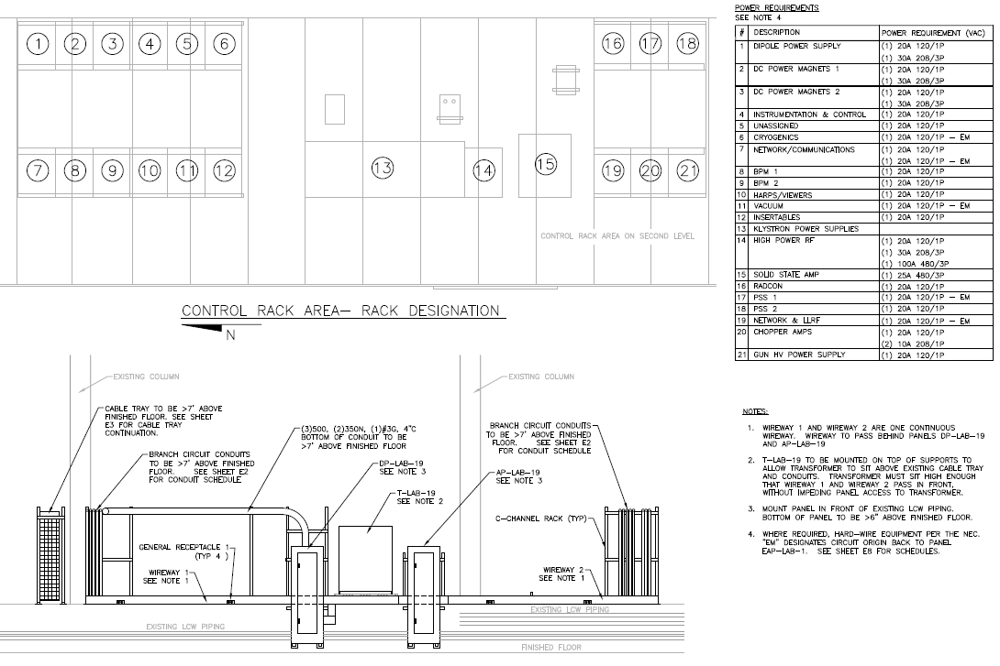 1 2 3 4 5 6
16 17 18
7 8 9 10 11 12
13
14
15
19 20 21
CONTROL RACK AREA ON SECOND LEVEL
CONTROL RACK AREA— RACK DESIGNATION
N
POWER REQUIREMENTS
SEE NOTE 4
# DESCRIPTION POWER REQUIREMENT (VAC)
1 DIPOLE POWER SUPPLY (1) 20A 120/1P
(1) 30A 208/3P
2 DC POWER MAGNETS 1 (1) 20A 120/1P
(1) 30A 208/3P
3 DC POWER MAGNETS 2 (1) 20A 120/1P
(1) 30A 208/3P
4 INSTRUMENTATION & CONTROL (1) 20A 120/1P
5 UNASSIGNED (1) 20A 120/1P
6 CRYOGENICS (1) 20A 120/1P — EM
7 NETWORK/COMMUNICATIONS (1) 20A 120/1P
(1) 20A 120/1P — EM
8 BPM 1 (1) 20A 120/1P
9 BPM 2 (1) 20A 120/1P
10 HARPS/VIEWERS (1) 20A 120/1P
11 VACUUM (1) 20A 120/1P — EM
12 INSERTABLES (1) 20A 120/1P
13 KLYSTRON POWER SUPPLIES
14 HIGH POWER RF (1) 20A 120/1P
(1) 30A 208/3P
(1) 100A 480/3P
15 SOLID STATE AMP (1) 25A 480/3P
16 RADCON (1) 20A 120/1P
17 PSS 1 (1) 20A 120/1P — EM
18 PSS 2 (1) 20A 120/1P
19 NETWORK & LLRF (1) 20A 120/1P — EM
20 CHOPPER AMPS (1) 20A 120/1P
(2) 10A 208/1P
21 GUN HV POWER SUPPLY (1) 20A 120/1P
EXISTING COLUMN
CABLE TRAY TO BE >7' ABOVE
FINISHED FLOOR. SEE SHEET
E3 FOR CABLE TRAY
CONTINUATION.
BRANCH CIRCUIT CONDUITS
TO BE >7' ABOVE FINISHED
FLOOR. SEE SHEET E2
FOR CONDUIT SCHEDULE
(3)500, (2)350N, (1)#3G, 4"C
BOTTOM OF CONDUIT TO BE
>7' ABOVE FINISHED FLOOR
DP-LAB-19
SEE NOTE 3
T-LAB-19
SEE NOTE 2
EXISTING COLUMN
BRANCH CIRCUIT CONDUITS
TO BE >7' ABOVE FINISHED
FLOOR. SEE SHEET E2
FOR CONDUIT SCHEDULE
AP-LAB-19
SEE NOTE 3
C-CHANNEL RACK (TYP)
GENERAL RECEPTACLE 1
(TYP 4 )
WIREWAY 1
SEE NOTE 1
WIREWAY 2
SEE NOTE 1
EXISTING LCW PIPING
EXISTING LCW PIPING
FINISHED FLOOR
NOTES:
1. WIREWAY 1 AND WIREWAY 2 ARE ONE CONTINUOUS
WIREWAY. WIREWAY TO PASS BEHIND PANELS DP-LAB-19
AND AP-LAB-19
2. T-LAB-19 TO BE MOUNTED ON TOP OF SUPPORTS TO
ALLOW TRANSFORMER TO SIT ABOVE EXISTING CABLE TRAY
AND CONDUITS. TRANSFORMER MUST SIT HIGH ENOUGH
THAT WIREWAY 1 AND WIREWAY 2 PASS IN FRONT,
WITHOUT IMPEDING PANEL ACCESS TO TRANSFORMER.
3. MOUNT PANEL IN FRONT OF EXISTING LCW PIPING.
BOTTOM OF PANEL TO BE >6" ABOVE FINISHED FLOOR.
4. WHERE REQUIRED, HARD-WIRE EQUIPMENT PER THE NEC.
"EM" DESIGNATES CIRCUIT ORIGIN BACK TO PANEL
EAP-LAB-1. SEE SHEET E8 FOR SCHEDULES.